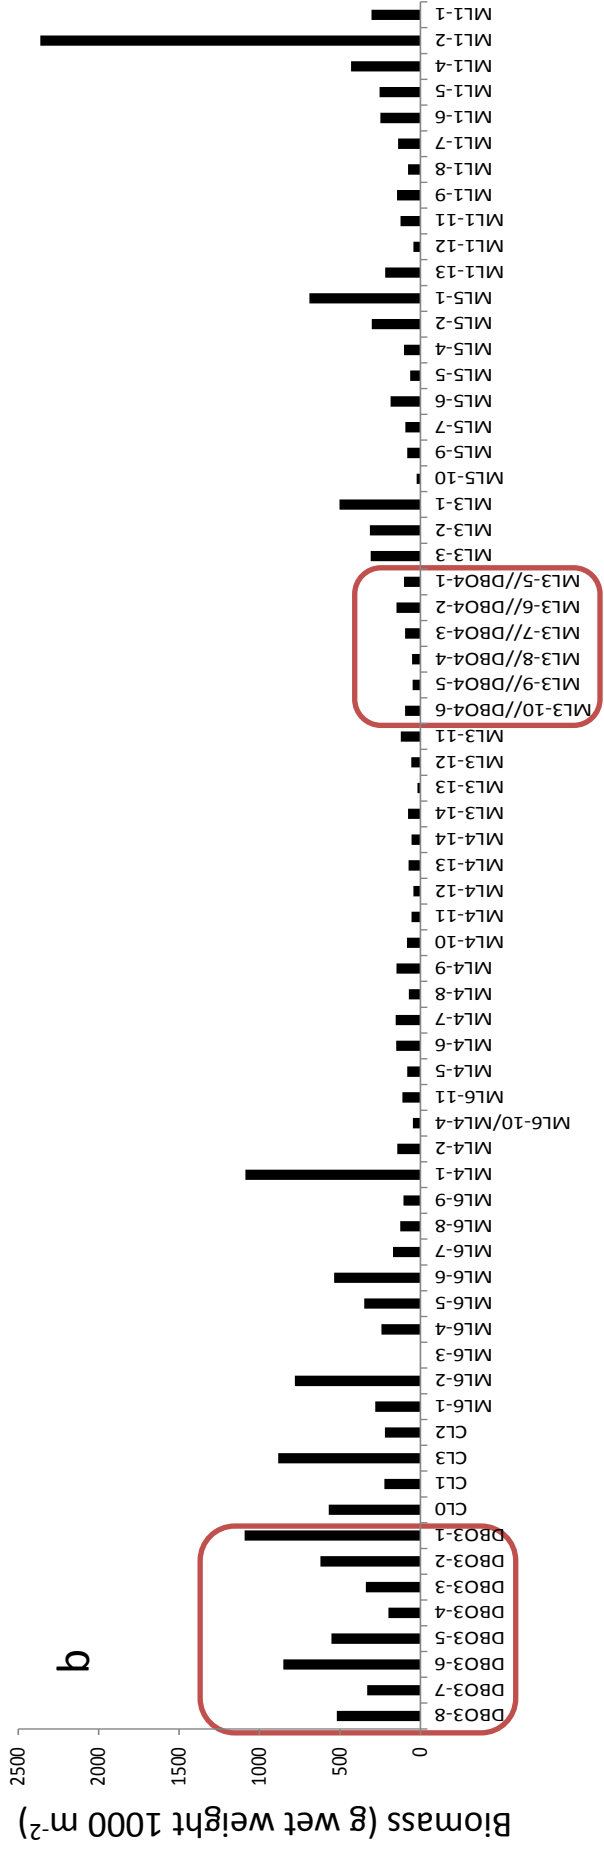 Biomass (g wet weight 1000 m-2)
2500
2000
1500
1000
500
0
b
DBO3-8
DBO3-7
DBO3-6
DBO3-5
DBO3-4
DBO3-3
DBO3-2
DBO3-1
CL0
CL1
CL3
CL2
ML6-1
ML6-2
ML6-3
ML6-4
ML6-5
ML6-6
ML6-7
ML6-8
ML6-9
ML4-1
ML4-2
ML6-10/ML4-4
ML6-11
ML4-5
ML4-6
ML4-7
ML4-8
ML4-9
ML4-10
ML4-11
ML4-12
ML4-13
ML4-14
ML3-14
ML3-13
ML3-12
ML3-11
ML3-10//DBO4-6
ML3-9//DBO4-5
ML3-8//DBO4-4
ML3-7//DBO4-3
ML3-6//DBO4-2
ML3-5//DBO4-1
ML3-3
ML3-2
ML3-1
ML5-10
ML5-9
ML5-7
ML5-6
ML5-5
ML5-4
ML5-2
ML5-1
ML1-13
ML1-12
ML1-11
ML1-9
ML1-8
ML1-7
ML1-6
ML1-5
ML1-4
ML1-2
ML1-1